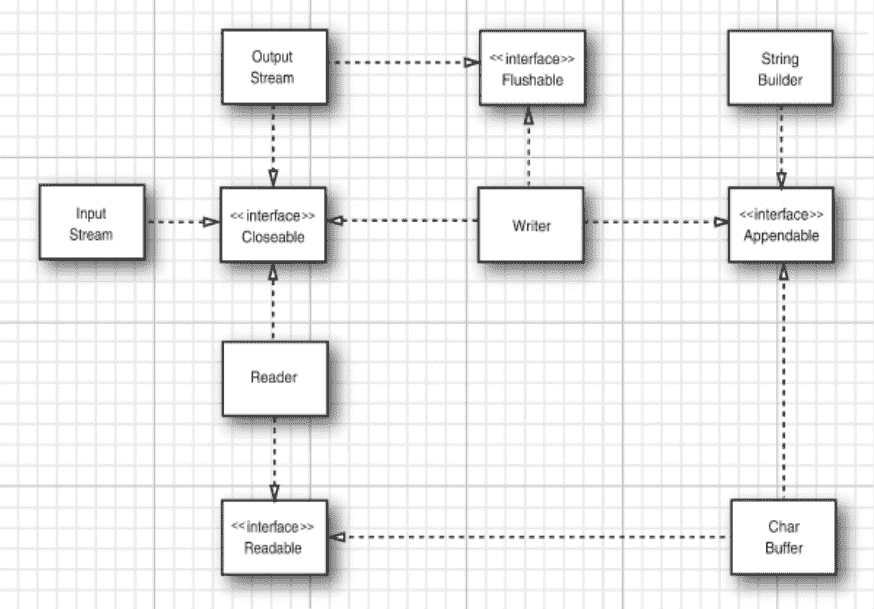 Output
Stream
<<interface>>
Flushable
String
Builder
Input
Stream
<<interface>>
Closeable
Writer
<<interface>>
Appendable
Reader
<<interface>>
Readable
Char
Buffer